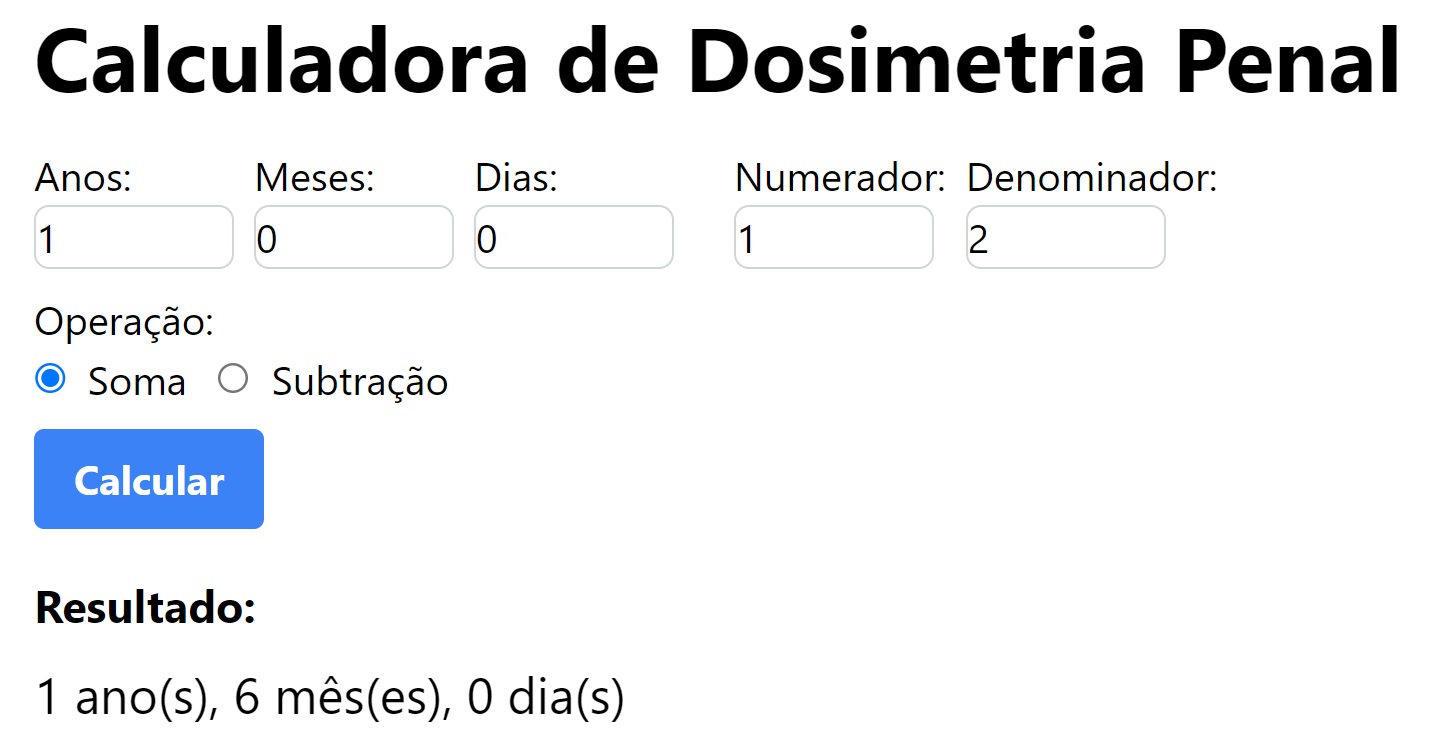 Calculadora de Dosimetria Penal
Anos: Meses: Dias: Numerador: Denominador:
1 0 0 1 2
Operação:
Soma Subtração
Calcular
Resultado:
1 ano(s), 6 mês(es), 0 dia(s)